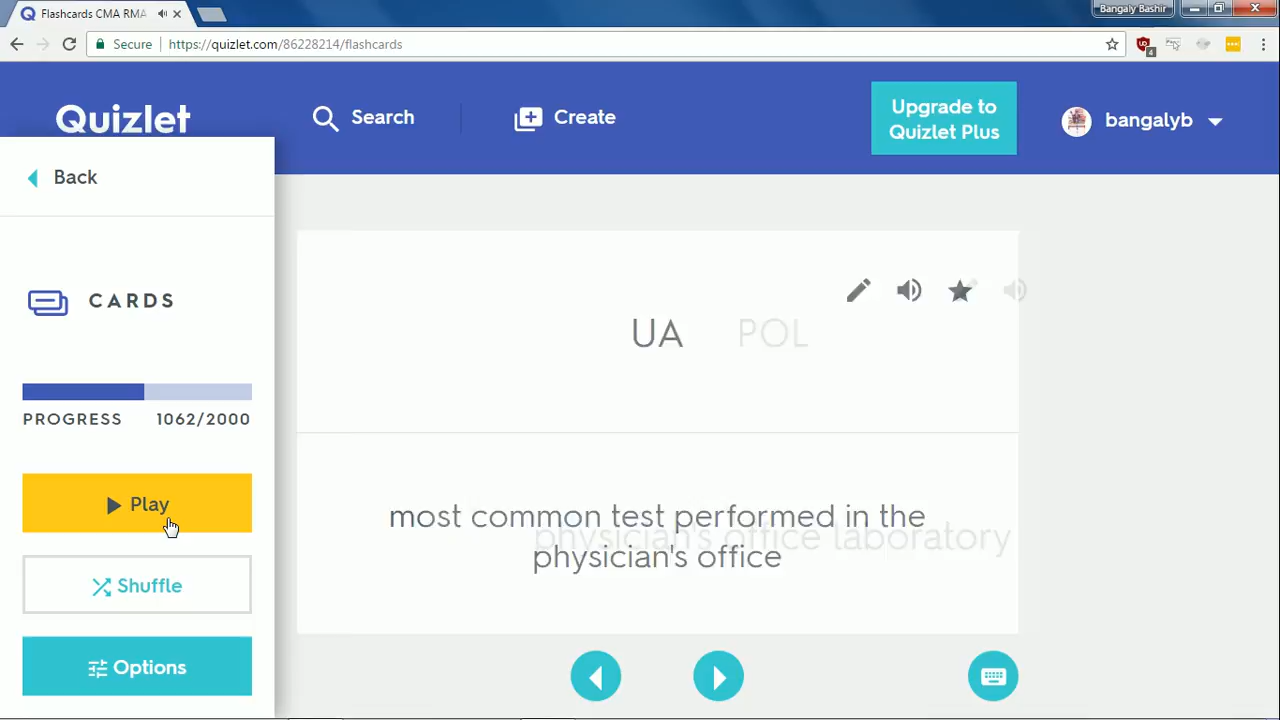 Flashcards CMA RMA
Bangaly Bashir
Secure
https://quizlet.com/86228214/flashcards
4
Quizlet
Search
Create
Upgrade to
Quizlet Plus
bangalyb
Back
CARDS
PROGRESS 1062/2000
Play
Shuffle
Options
UA POL
most common test performed in the
physician's office
physician's office laboratory